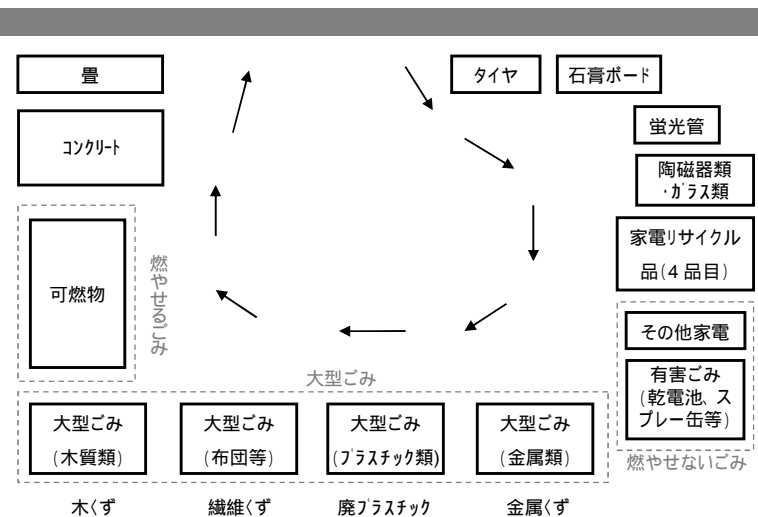 畳
タイヤ
石膏ボード
コンクリート
蛍光管
陶磁器類
・ガラス類
家電リサイクル
品(4品目)
可燃物
燃やせるごみ
その他家電
有害ごみ
(乾電池、ス
プレー缶等)
燃やせないごみ
大型ごみ
大型ごみ
(木質類)
大型ごみ
(布団等)
大型ごみ
(プラスチック類)
大型ごみ
(金属類)
木くず
繊維くず
廃プラスチック
金属くず